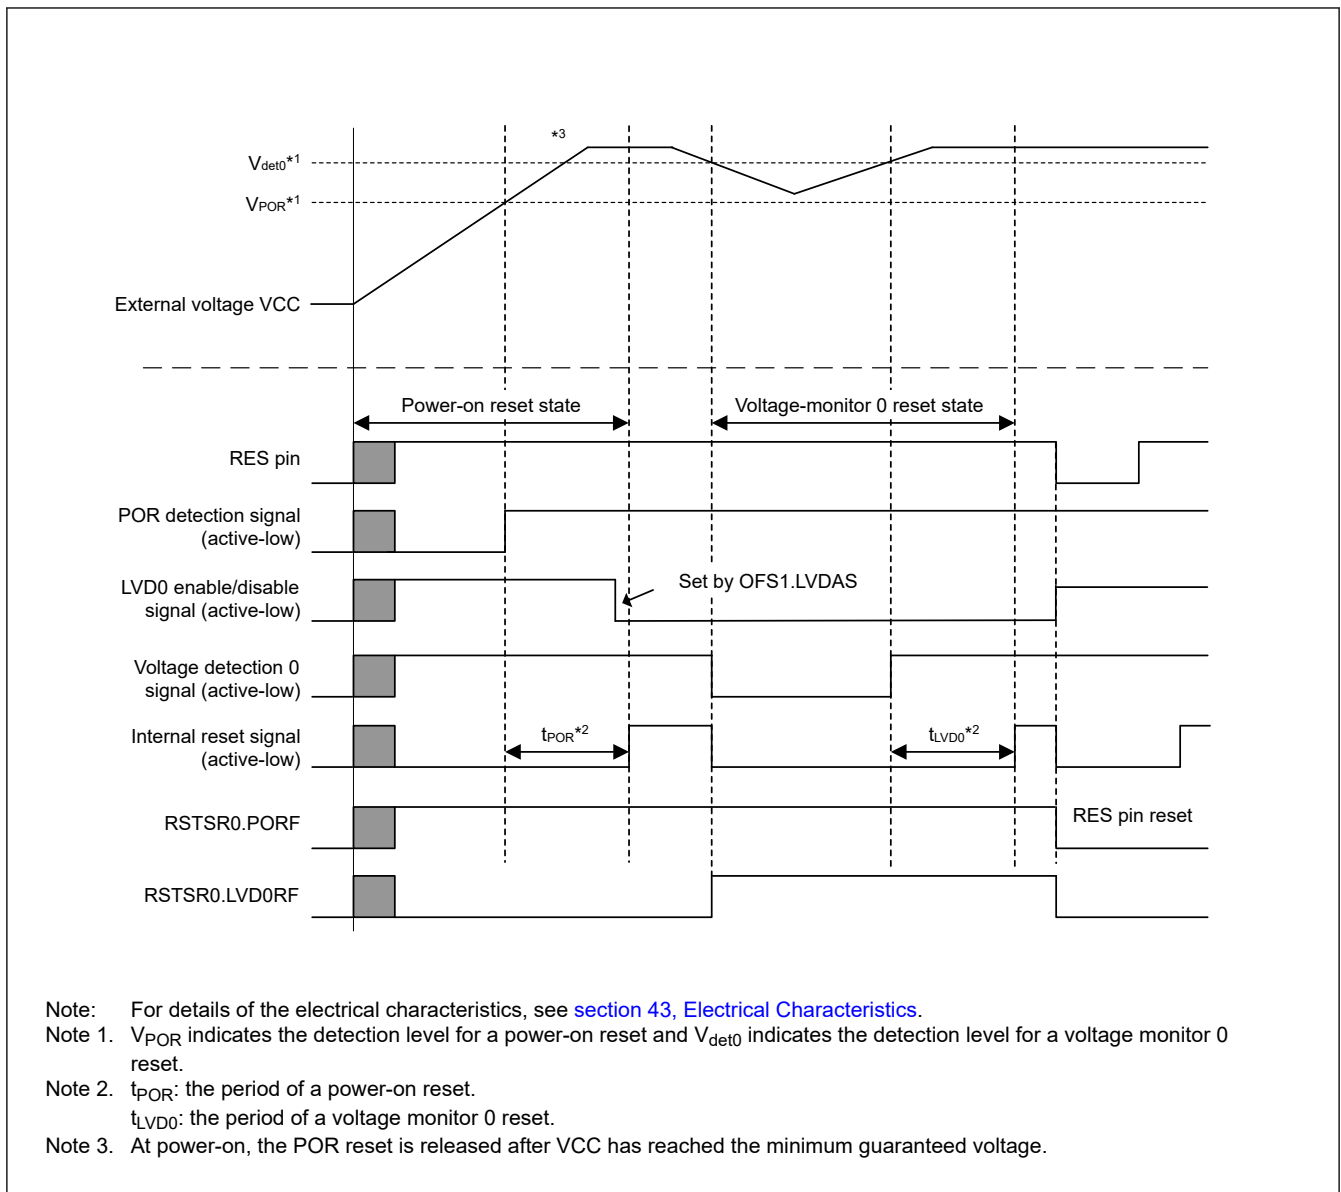 *3
Vdet0*1
VPOR*1
External voltage VCC
Power-on reset state
Voltage-monitor 0 reset state
RES pin
POR detection signal
(active-low)
LVD0 enable/disable
signal (active-low)
Set by OFS1.LVDAS
Voltage detection 0
signal (active-low)
Internal reset signal
(active-low)
tPOR*2
tLVD0*2
RSTSR0.PORF
RES pin reset
RSTSR0.LVD0RF
Note: For details of the electrical characteristics, see section 43, Electrical Characteristics.
Note 1. VPOR indicates the detection level for a power-on reset and Vdet0 indicates the detection level for a voltage monitor 0
reset.
Note 2. tPOR: the period of a power-on reset.
tLVD0: the period of a voltage monitor 0 reset.
Note 3. At power-on, the POR reset is released after VCC has reached the minimum guaranteed voltage.